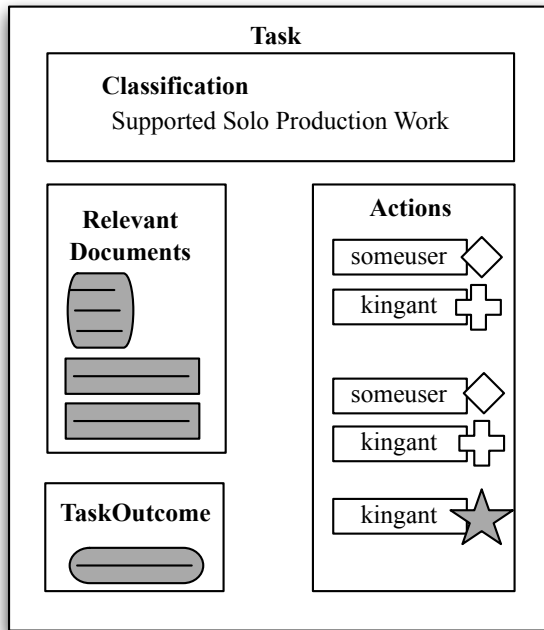 Task
Classification
Supported Solo Production Work
Relevant
Documents
TaskOutcome
Actions
someuser
kingant
someuser
kingant
kingant